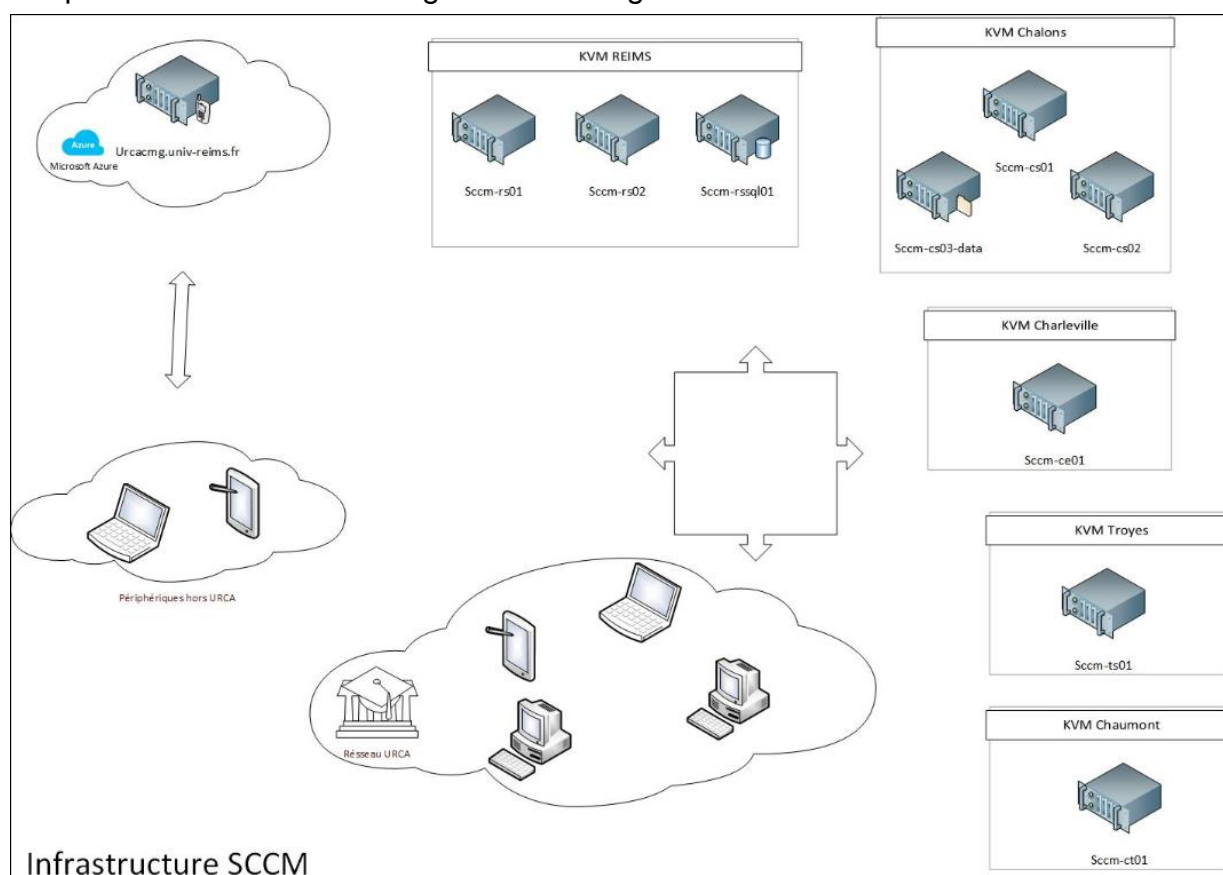 KVM REIMS
KVM Chalons
Azure
Microsoft Azure
Urcacmg.univ-reims.fr
Sccm-rs01
Sccm-rs02
Sccm-rssql01
Sccm-cs01
Sccm-cs03-data
Sccm-cs02
KVM Charleville
Sccm-ce01
Périphériques hors URCA
KVM Troyes
Sccm-ts01
Résseau URCA
KVM Chaumont
Sccm-ct01
Infrastructure SCCM